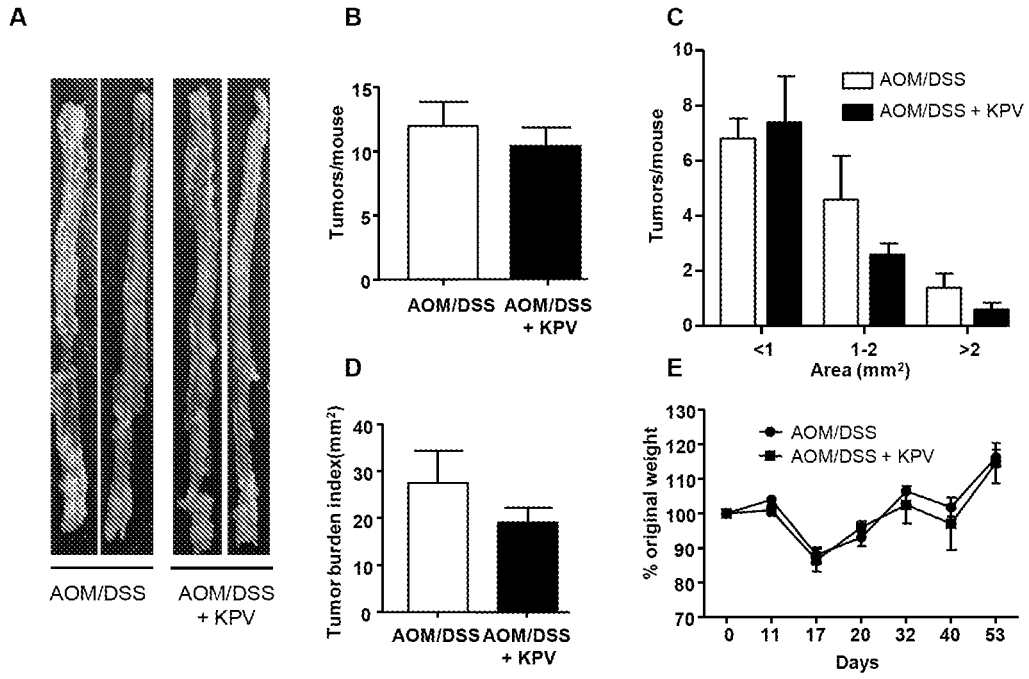 A
AOM/DSS
AOM/DSS
+ KPV
B
Tumors/mouse
15
10
5
0
AOM/DSS
AOM/DSS
+ KPV
C
Tumors/mouse
10
8
6
4
2
0
AOM/DSS
AOM/DSS + KPV
<1
1-2
>2
Area (mm²)
D
Tumor burden index(mm²)
40
30
20
10
0
AOM/DSS
AOM/DSS
+ KPV
E
% original weight
130
120
110
100
90
80
70
AOM/DSS
AOM/DSS + KPV
0
11
17
20
32
40
53
Days